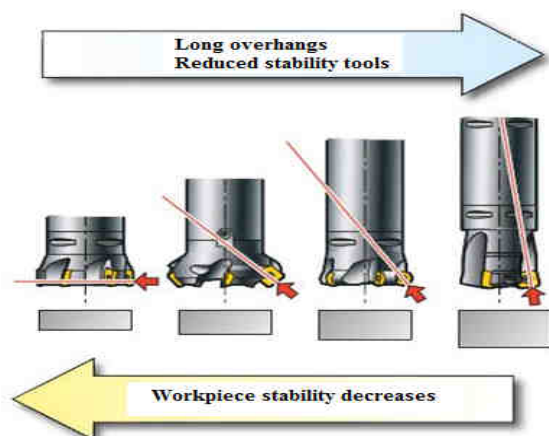 Long overhangs
Reduced stability tools
Workpiece stability decreases